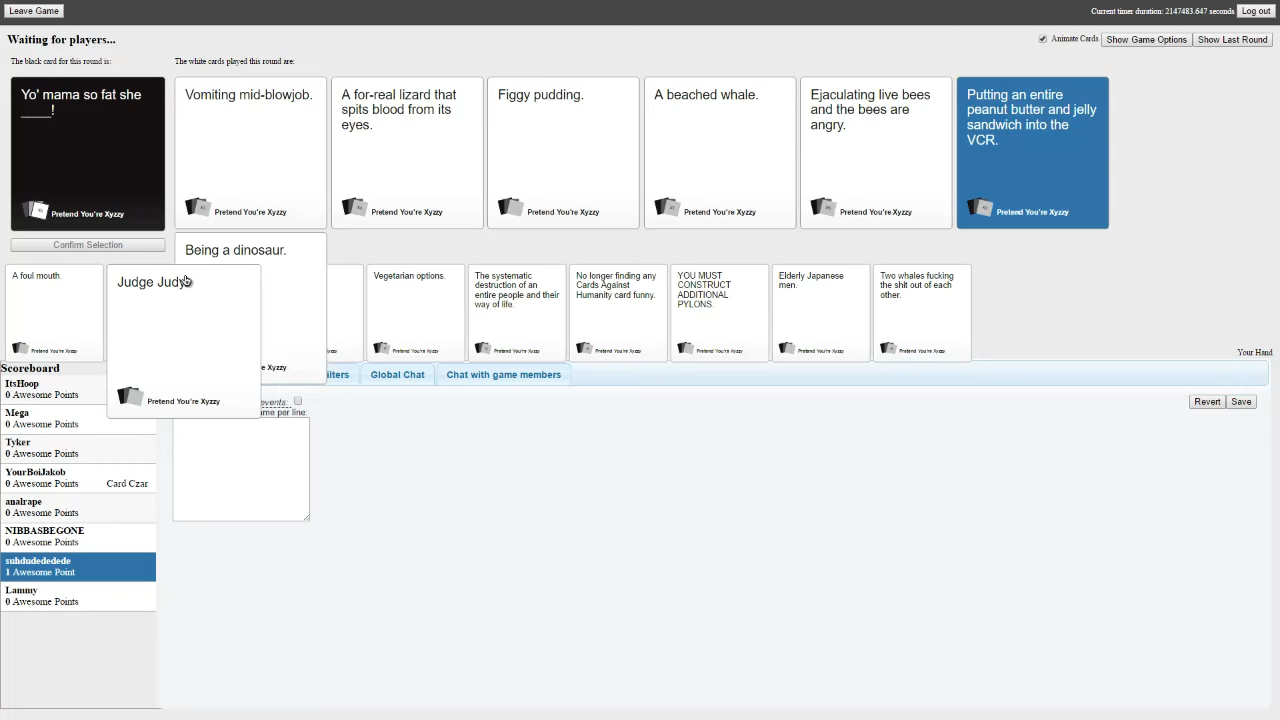 Leave Game
Current timer duration: 2147483.647 seconds
Log out
Waiting for players...
Animate Cards
Show Game Options
Show Last Round
The black card for this round is:
The white cards played this round are:
Yo' mama so fat she
____!
Pretend You're Xyzzy
Vomiting mid-blowjob.
Pretend You're Xyzzy
A for-real lizard that
spits blood from its
eyes.
Pretend You're Xyzzy
Figgy pudding.
Pretend You're Xyzzy
A beached whale.
Pretend You're Xyzzy
Ejaculating live bees
and the bees are
angry.
Pretend You're Xyzzy
Putting an entire
peanut butter and jelly
sandwich into the
VCR.
Pretend You're Xyzzy
Confirm Selection
Being a dinosaur.
e Xyzzy
A foul mouth.
Pretend You're Xyzzy
Judge Judy.
Pretend You're Xyzzy
Xyzzy
Vegetarian options.
Pretend You're Xyzzy
The systematic
destruction of an
entire people and their
way of life.
Pretend You're Xyzzy
No longer finding any
Cards Against
Humanity card funny.
Pretend You're Xyzzy
YOU MUST
CONSTRUCT
ADDITIONAL
PYLONS.
Pretend You're Xyzzy
Elderly Japanese
men.
Pretend You're Xyzzy
Two whales fucking
the shit out of each
other.
Pretend You're Xyzzy
Your Hand
Scoreboard
ItsHoop
0 Awesome Points
Mega
0 Awesome Points
Tyker
0 Awesome Points
YourBoiJakob
0 Awesome Points Card Czar
analrape
0 Awesome Points
NIBBASBEGONE
0 Awesome Points
suhdudededede
1 Awesome Point
Lammy
0 Awesome Points
ilters
Global Chat
Chat with game members
events:
ame per line:
Revert
Save